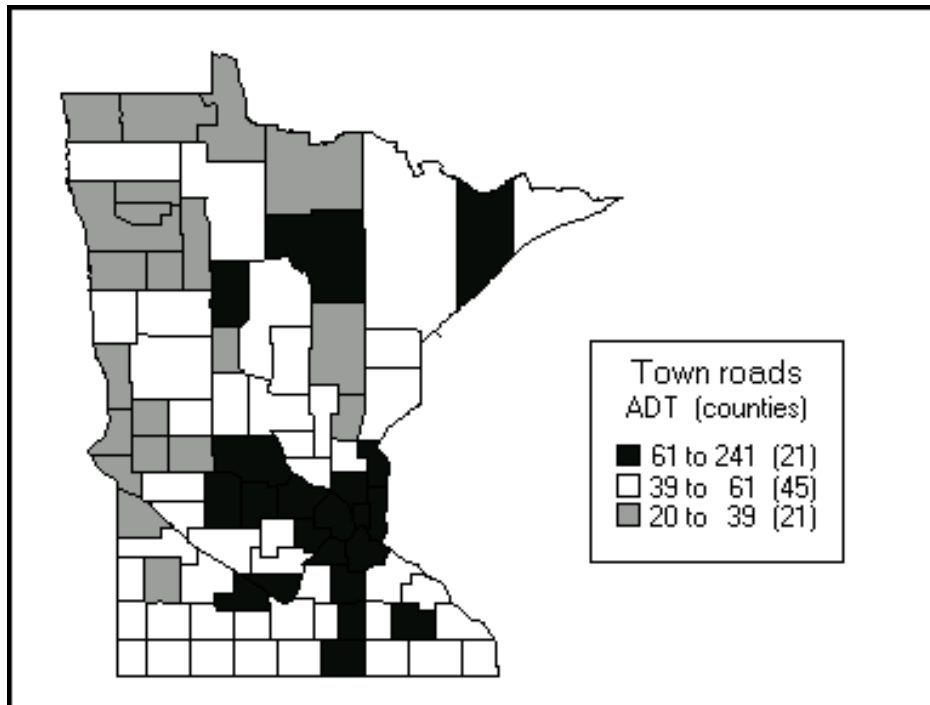 Town roads
ADT (counties)
61 to 241 (21)
39 to 61 (45)
20 to 39 (21)